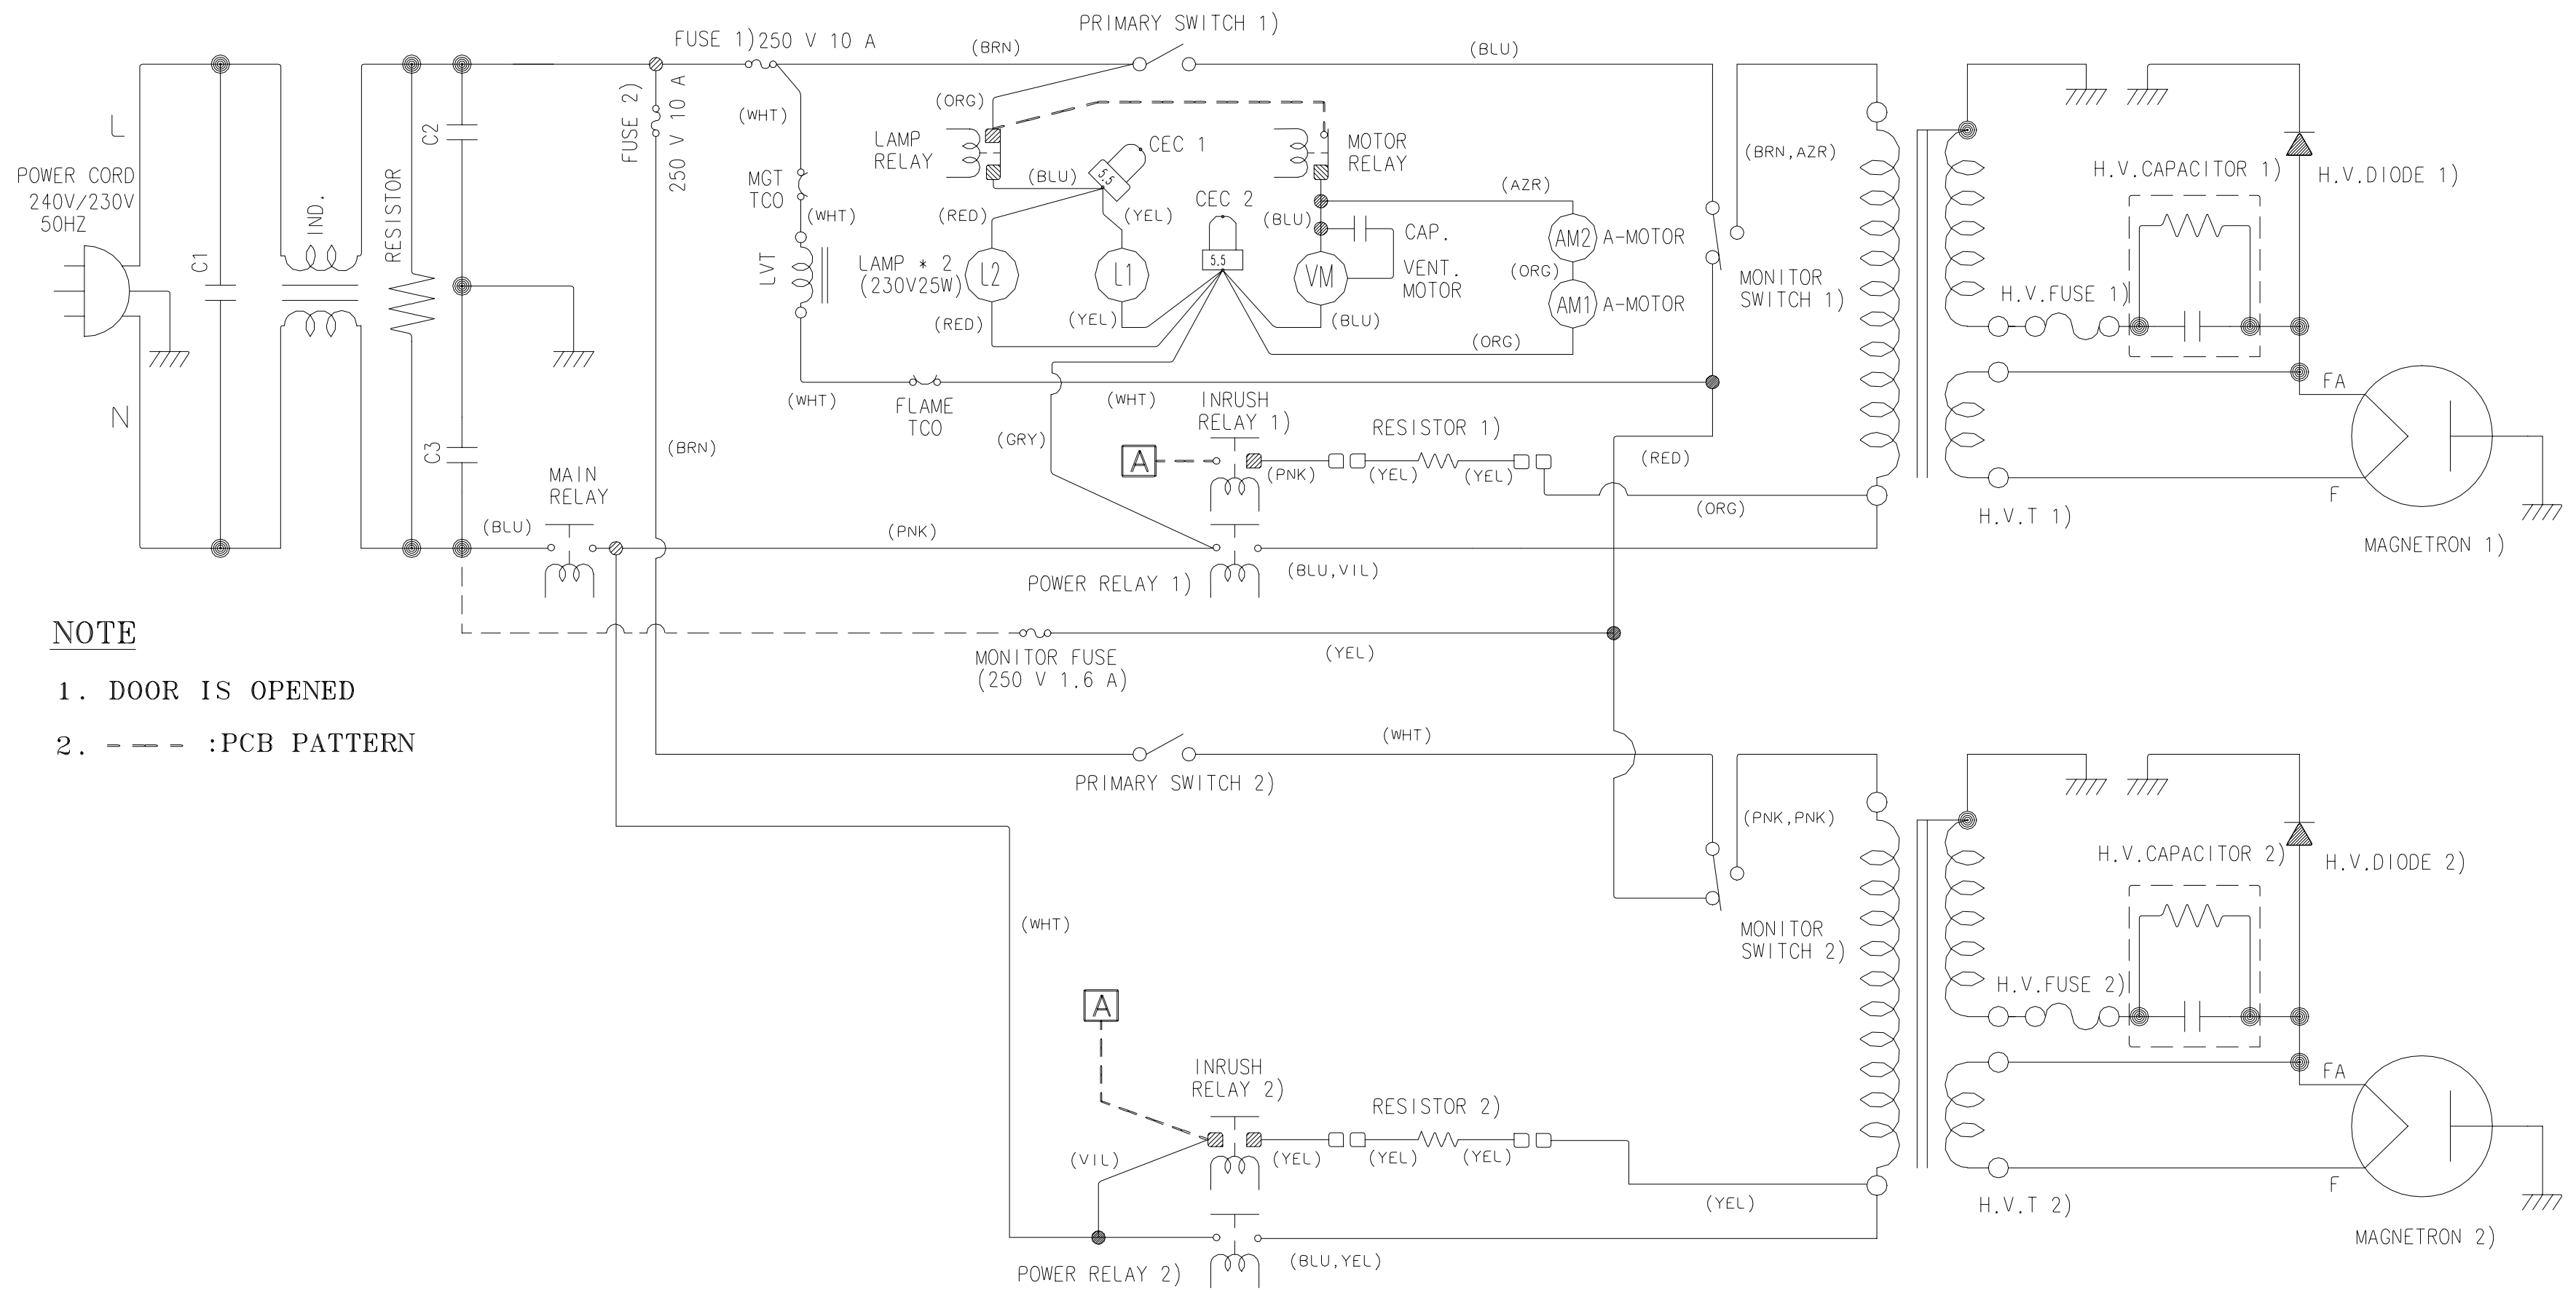 PRIMARY SWITCH 1)
FUSE 1) 250 V 10 A
(BRN)
(BLU)
L
FUSE 2)
250 V 10 A
(WHT)
(ORG)
C2
LAMP
RELAY
CEC 1
5.5
MOTOR
RELAY
(BRN,AZR)
H.V.CAPACITOR 1)
H.V.DIODE 1)
POWER CORD
240V/230V
50HZ
IND.
RESISTOR
MGT
TCO
(BLU)
(AZR)
CEC 2
5.5
(WHT)
(RED)
(YEL)
(BLU)
CAP.
AM2
A-MOTOR
C1
LVT
LAMP * 2
(230V25W)
L2
L1
VM
VENT.
MOTOR
(ORG)
AM1
A-MOTOR
MONITOR
SWITCH 1)
H.V.FUSE 1)
(RED)
(YEL)
(BLU)
(ORG)
N
(WHT)
FLAME
TCO
(WHT)
INRUSH
RELAY 1)
RESISTOR 1)
FA
C3
(BRN)
(GRY)
A
(PNK)
(YEL)
(YEL)
(RED)
MAIN
RELAY
(BLU)
(PNK)
(ORG)
H.V.T 1)
F
MAGNETRON 1)
POWER RELAY 1)
(BLU,VIL)
NOTE
1. DOOR IS OPENED
2. ---- :PCB PATTERN
MONITOR FUSE
(250 V 1.6 A)
(YEL)
(WHT)
PRIMARY SWITCH 2)
(PNK,PNK)
H.V.CAPACITOR 2)
H.V.DIODE 2)
(WHT)
MONITOR
SWITCH 2)
H.V.FUSE 2)
A
INRUSH
RELAY 2)
RESISTOR 2)
FA
(VIL)
(YEL)
(YEL)
(YEL)
(YEL)
H.V.T 2)
F
MAGNETRON 2)
POWER RELAY 2)
(BLU,YEL)